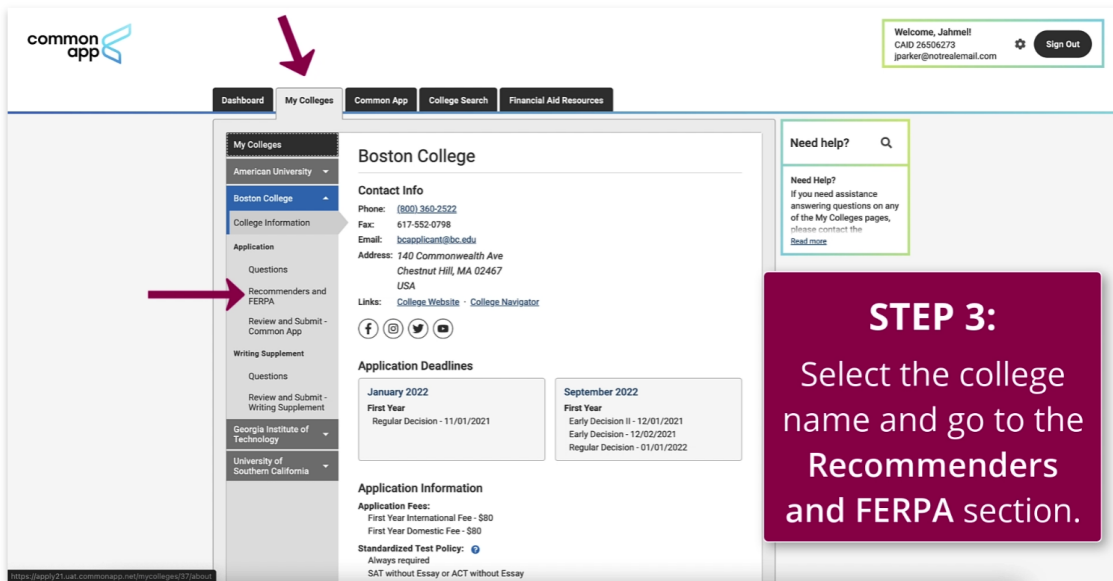 common
app
Welcome, Jahmel!
CAID 26506273
jparker@notrealemail.com
Sign Out
Dashboard
My Colleges
Common App
College Search
Financial Aid Resources
My Colleges
American University
Boston College
College Information
Application
Questions
Recommenders and
FERPA
Review and Submit -
Common App
Writing Supplement
Questions
Review and Submit -
Writing Supplement
Georgia Institute of
Technology
University of
Southern California
Boston College
Contact Info
Phone: (800) 360-2522
Fax: 617-552-0798
Email: bcapplicant@bc.edu
Address: 140 Commonwealth Ave
Chestnut Hill, MA 02467
USA
Links: College Website · College Navigator
Application Deadlines
January 2022
First Year
Regular Decision - 11/01/2021
September 2022
First Year
Early Decision II - 12/01/2021
Early Decision - 12/02/2021
Regular Decision - 01/01/2022
Application Information
Application Fees:
First Year International Fee - $80
First Year Domestic Fee - $80
Standardized Test Policy: ?
Always required
SAT without Essay or ACT without Essay
Need help?
Need Help?
If you need assistance
answering questions on any
of the My Colleges pages,
please contact the
Read more
STEP 3:
Select the college
name and go to the
Recommenders
and FERPA section.
https://apply21.uat.commonapp.net/mycolleges/37/about